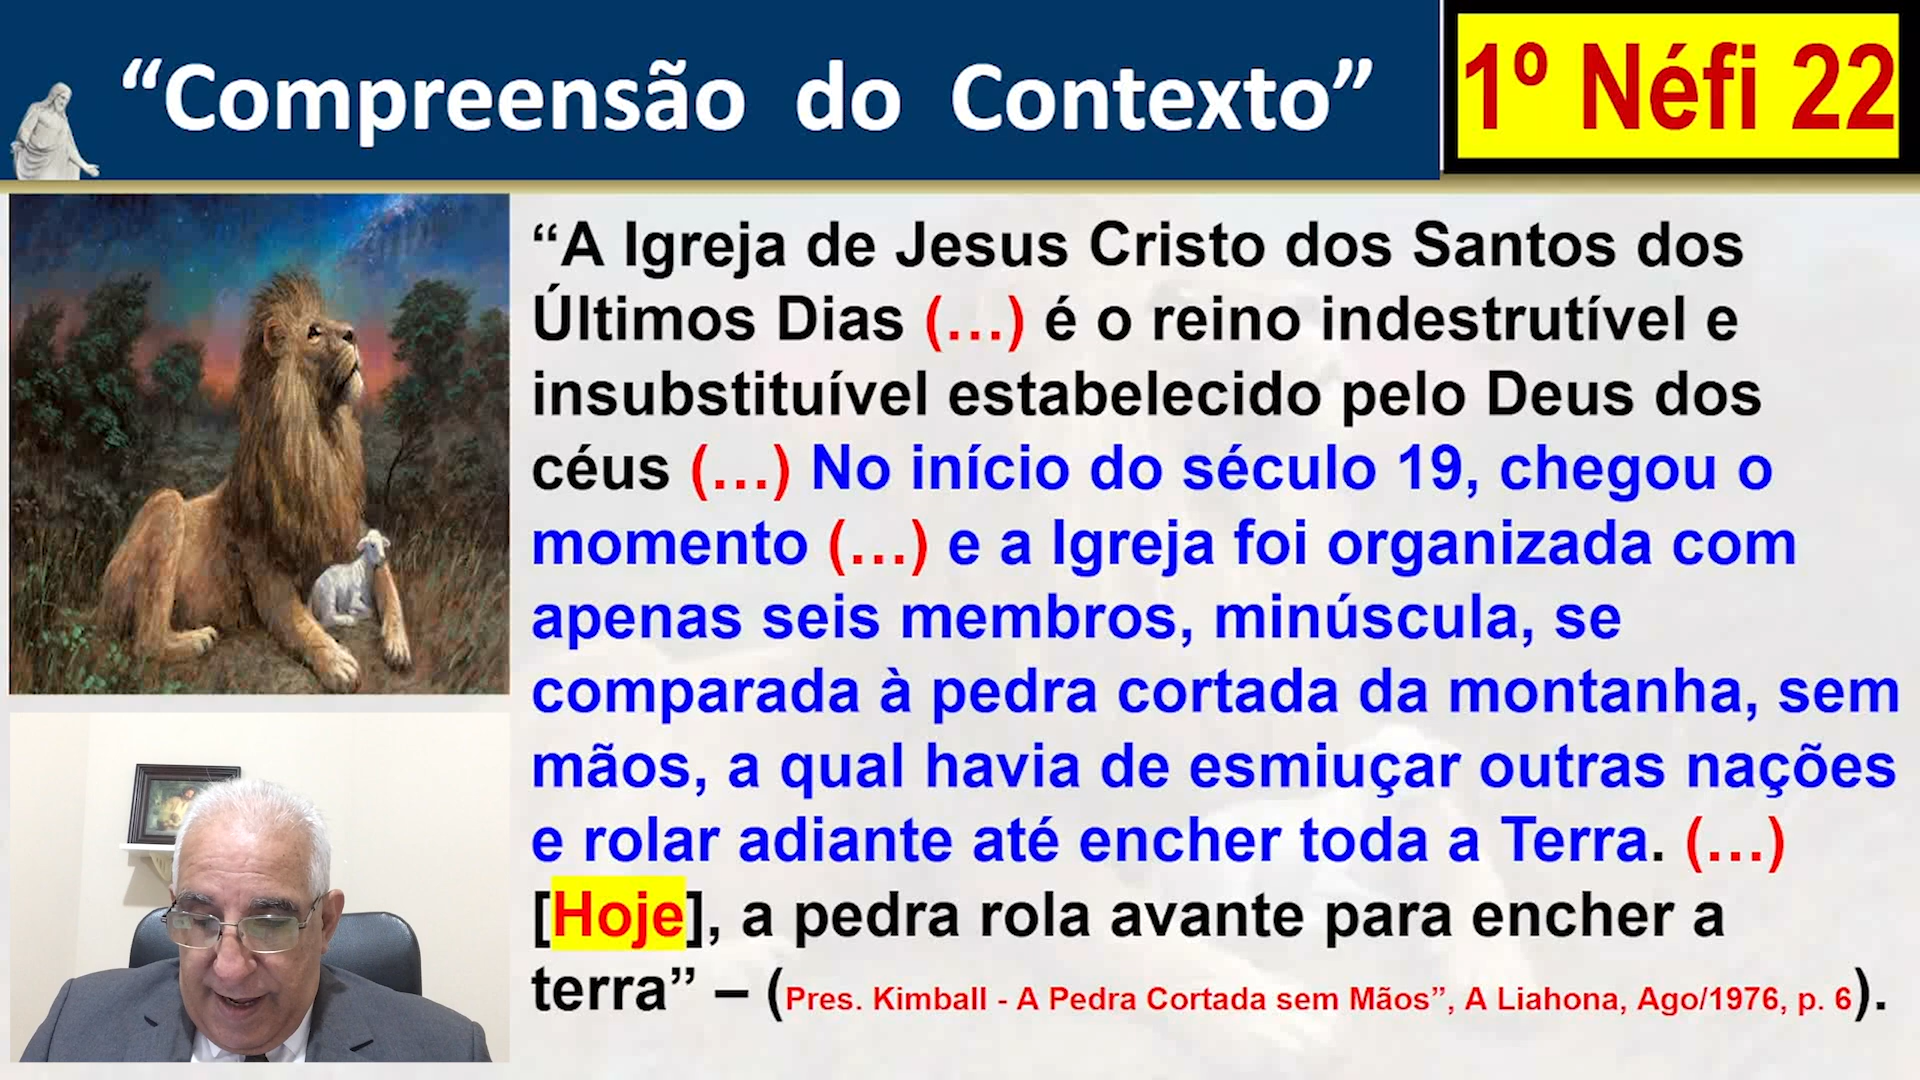 “Compreensão do Contexto”
1º Néfi 22
“A Igreja de Jesus Cristo dos Santos dos
Últimos Dias (…) é o reino indestrutível e
insubstituível estabelecido pelo Deus dos
céus (…) No início do século 19, chegou o
momento (…) e a Igreja foi organizada com
apenas seis membros, minúscula, se
comparada à pedra cortada da montanha, sem
mãos, a qual havia de esmiuçar outras nações
e rolar adiante até encher toda a Terra. (…)
[Hoje], a pedra rola avante para encher a
terra” – (Pres. Kimball - A Pedra Cortada sem Mãos”, A Liahona, Ago/1976, p. 6).